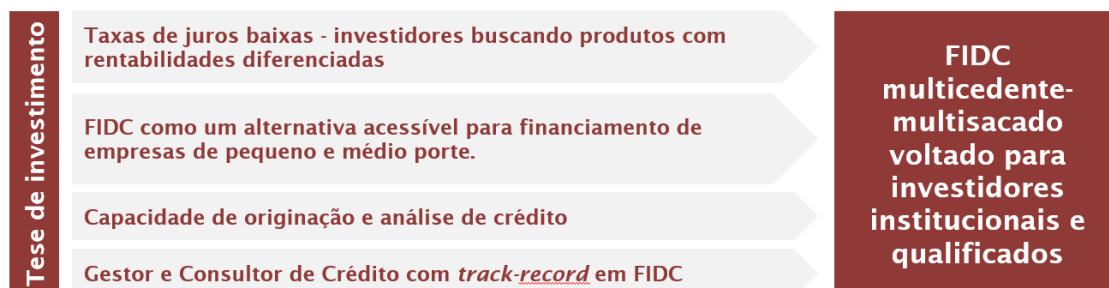 Tese de investimento
Taxas de juros baixas - investidores buscando produtos com
rentabilidades diferenciadas
FIDC como um alternativa acessível para financiamento de
empresas de pequeno e médio porte.
Capacidade de originação e análise de crédito
Gestor e Consultor de Crédito com track-record em FIDC
FIDC
multicedente-
multisacado
voltado para
investidores
institucionais e
qualificados